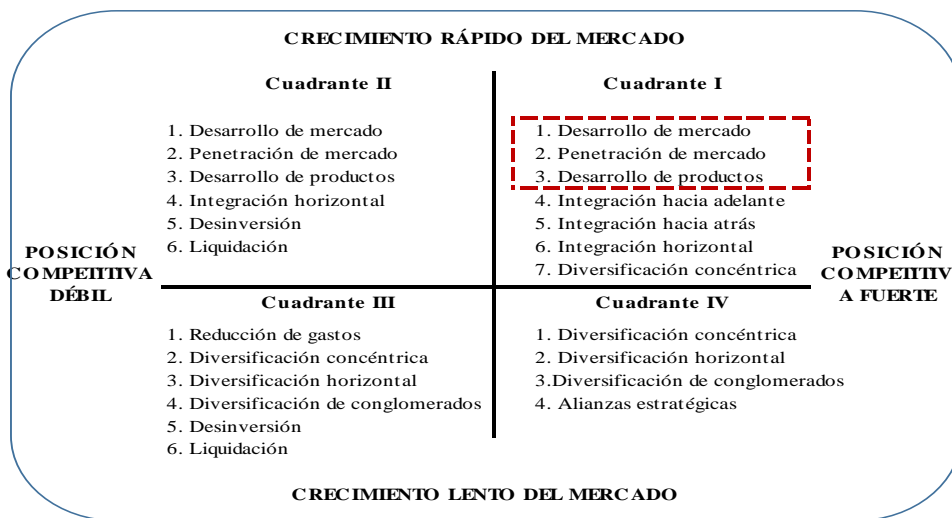 CRECIMIENTO RÁPIDO DEL MERCADO
Cuadrante II
1. Desarrollo de mercado
2. Penetración de mercado
3. Desarrollo de productos
4. Integración horizontal
5. Desinversión
6. Liquidación
Cuadrante I
1. Desarrollo de mercado
2. Penetración de mercado
3. Desarrollo de productos
4. Integración hacia adelante
5. Integración hacia atrás
6. Integración horizontal
7. Diversificación concéntrica
POSICIÓN
COMPETITIVA
DÉBIL
POSICIÓN
COMPETITIV
A FUERTE
Cuadrante III
1. Reducción de gastos
2. Diversificación concéntrica
3. Diversificación horizontal
4. Diversificación de conglomerados
5. Desinversión
6. Liquidación
Cuadrante IV
1. Diversificación concéntrica
2. Diversificación horizontal
3.Diversificación de conglomerados
4. Alianzas estratégicas
CRECIMIENTO LENTO DEL MERCADO